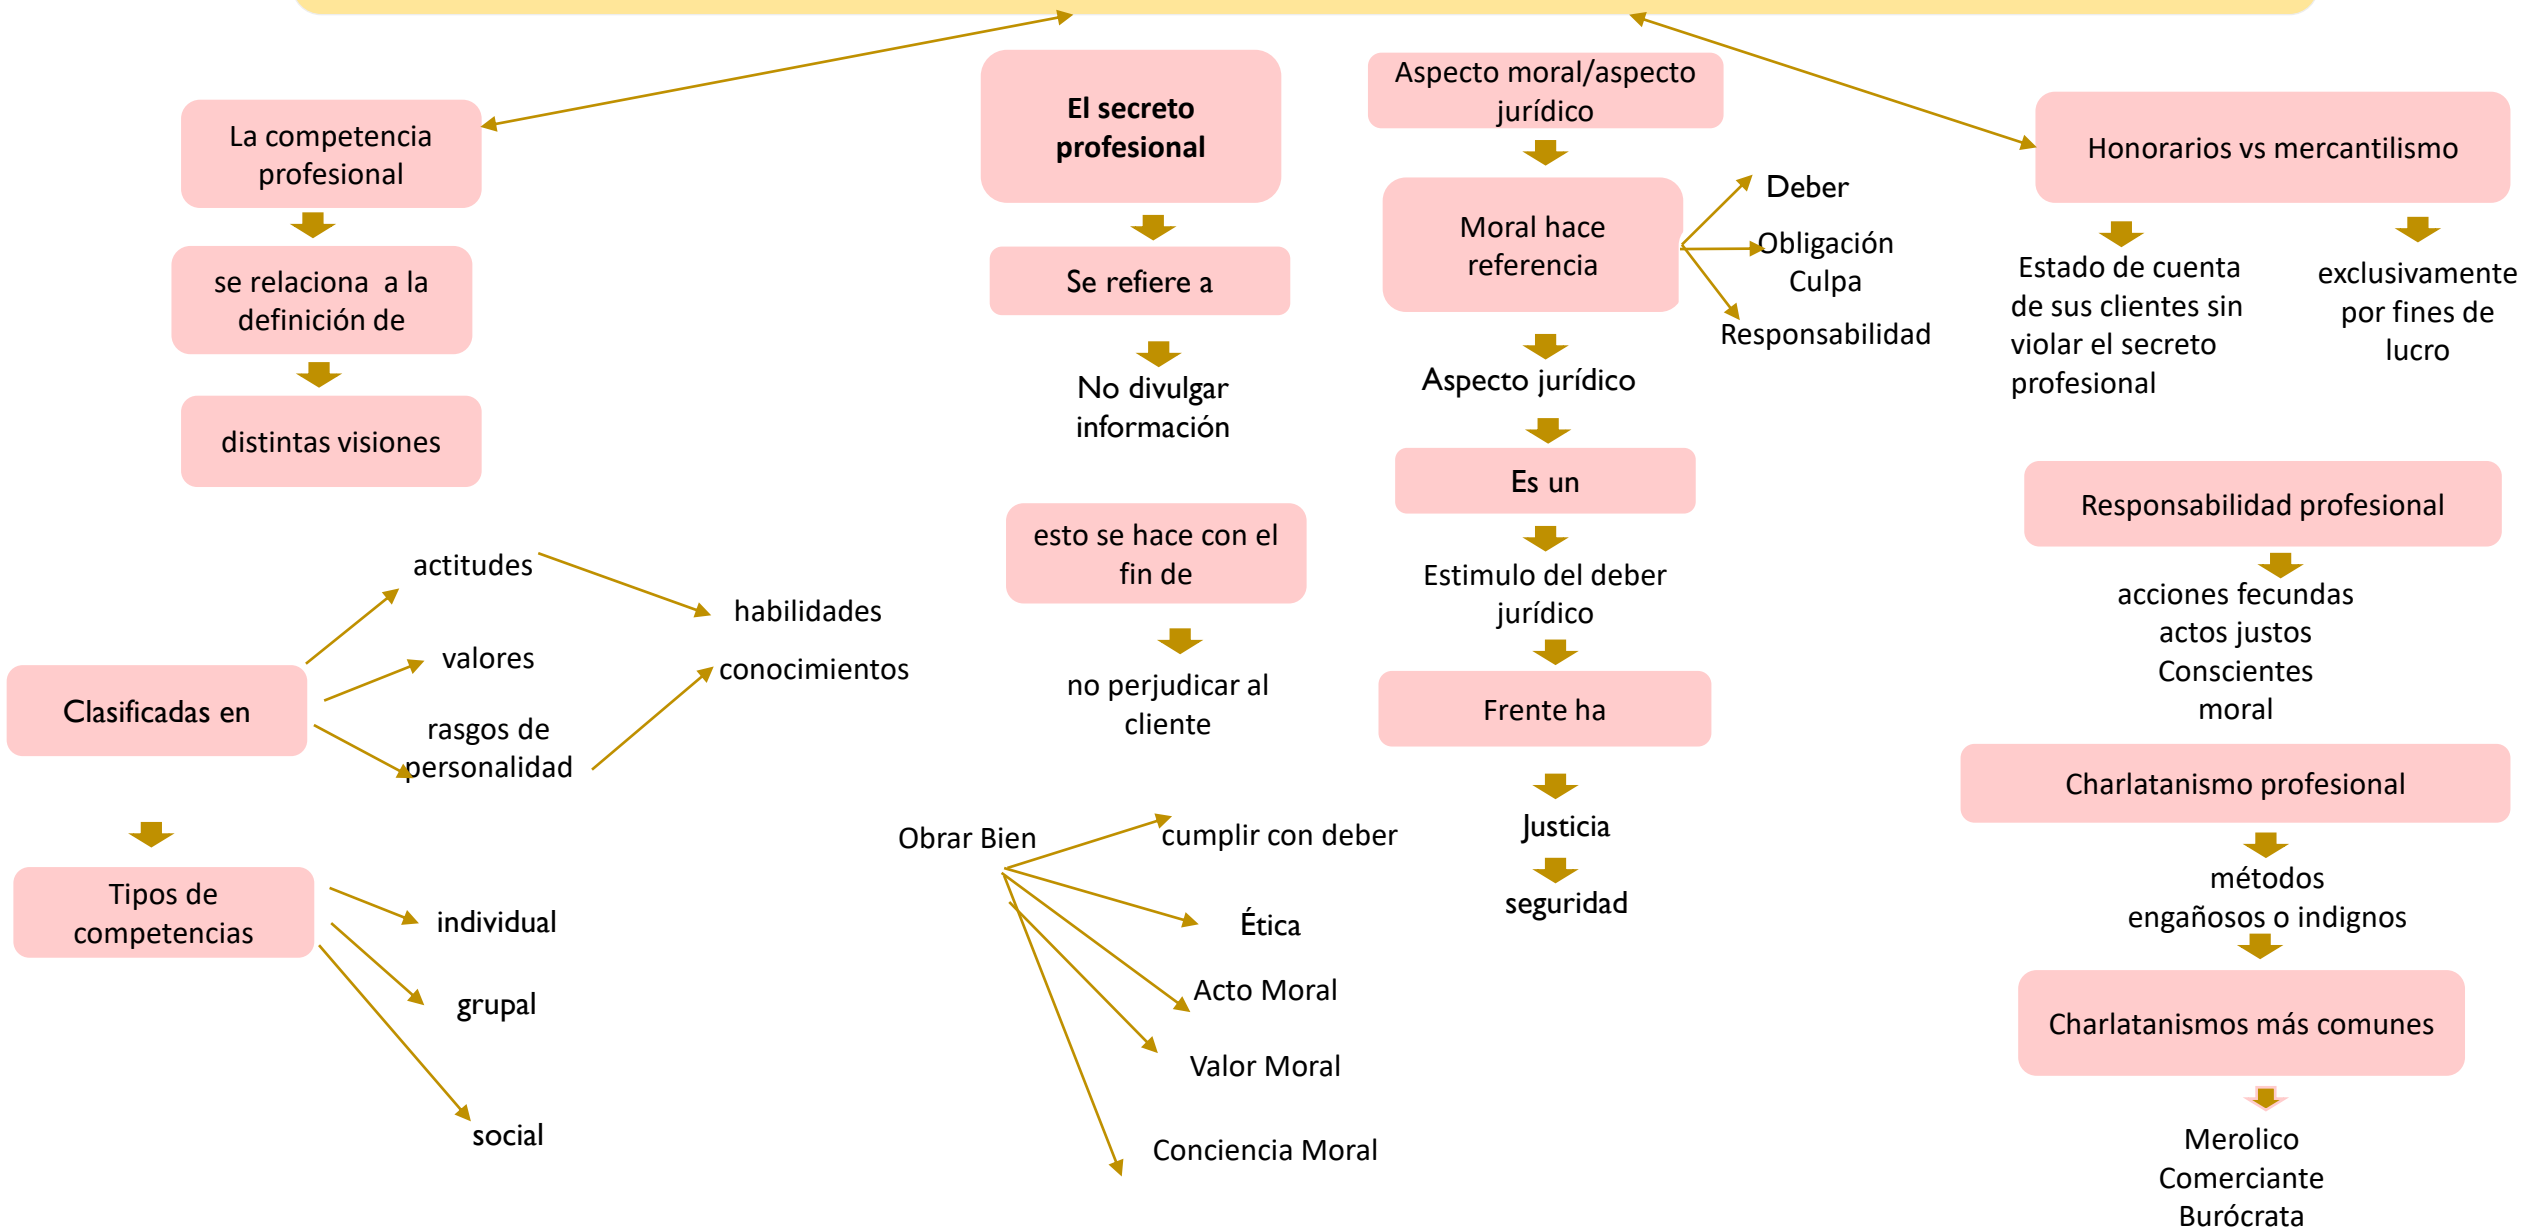 La competencia
profesional
se relaciona  a la
definición de
distintas visiones
actitudes
habilidades
valores
conocimientos
Clasificadas en
rasgos de
personalidad
Tipos de
competencias
individual
grupal
social
El secreto
profesional
Se refiere a
No divulgar
información
esto se hace con el
fin de
no perjudicar al
cliente
Obrar Bien
cumplir con deber
Ética
Acto Moral
Valor Moral
Conciencia Moral
Aspecto moral/aspecto
jurídico
Moral hace
referencia
Deber
Obligación
Culpa
Responsabilidad
Aspecto jurídico
Es un
Estimulo del deber
jurídico
Frente ha
Justicia
seguridad
Honorarios vs mercantilismo
Estado de cuenta
de sus clientes sin
violar el secreto
profesional
exclusivamente
por fines de
lucro
Responsabilidad profesional
acciones fecundas
actos justos
Conscientes
moral
Charlatanismo profesional
métodos
engañosos o indignos
Charlatanismos más comunes
Merolico
Comerciante
Burócrata